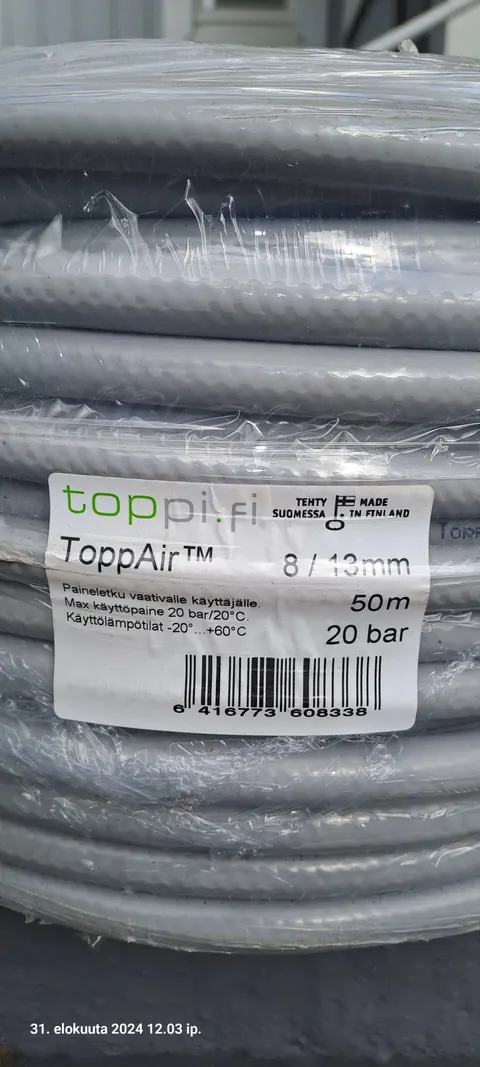 toppi.fi
TEHTY SUOMESSA
MADE IN FINLAND
ToppAir™ 8 / 13mm
Paineletku vaativalle käyttäjälle.
Max käyttöpaine 20 bar/20°C.
Käyttölämpötilat -20°...+60°C
50m
20 bar
6 416773 608338
31. elokuuta 2024 12.03 ip.